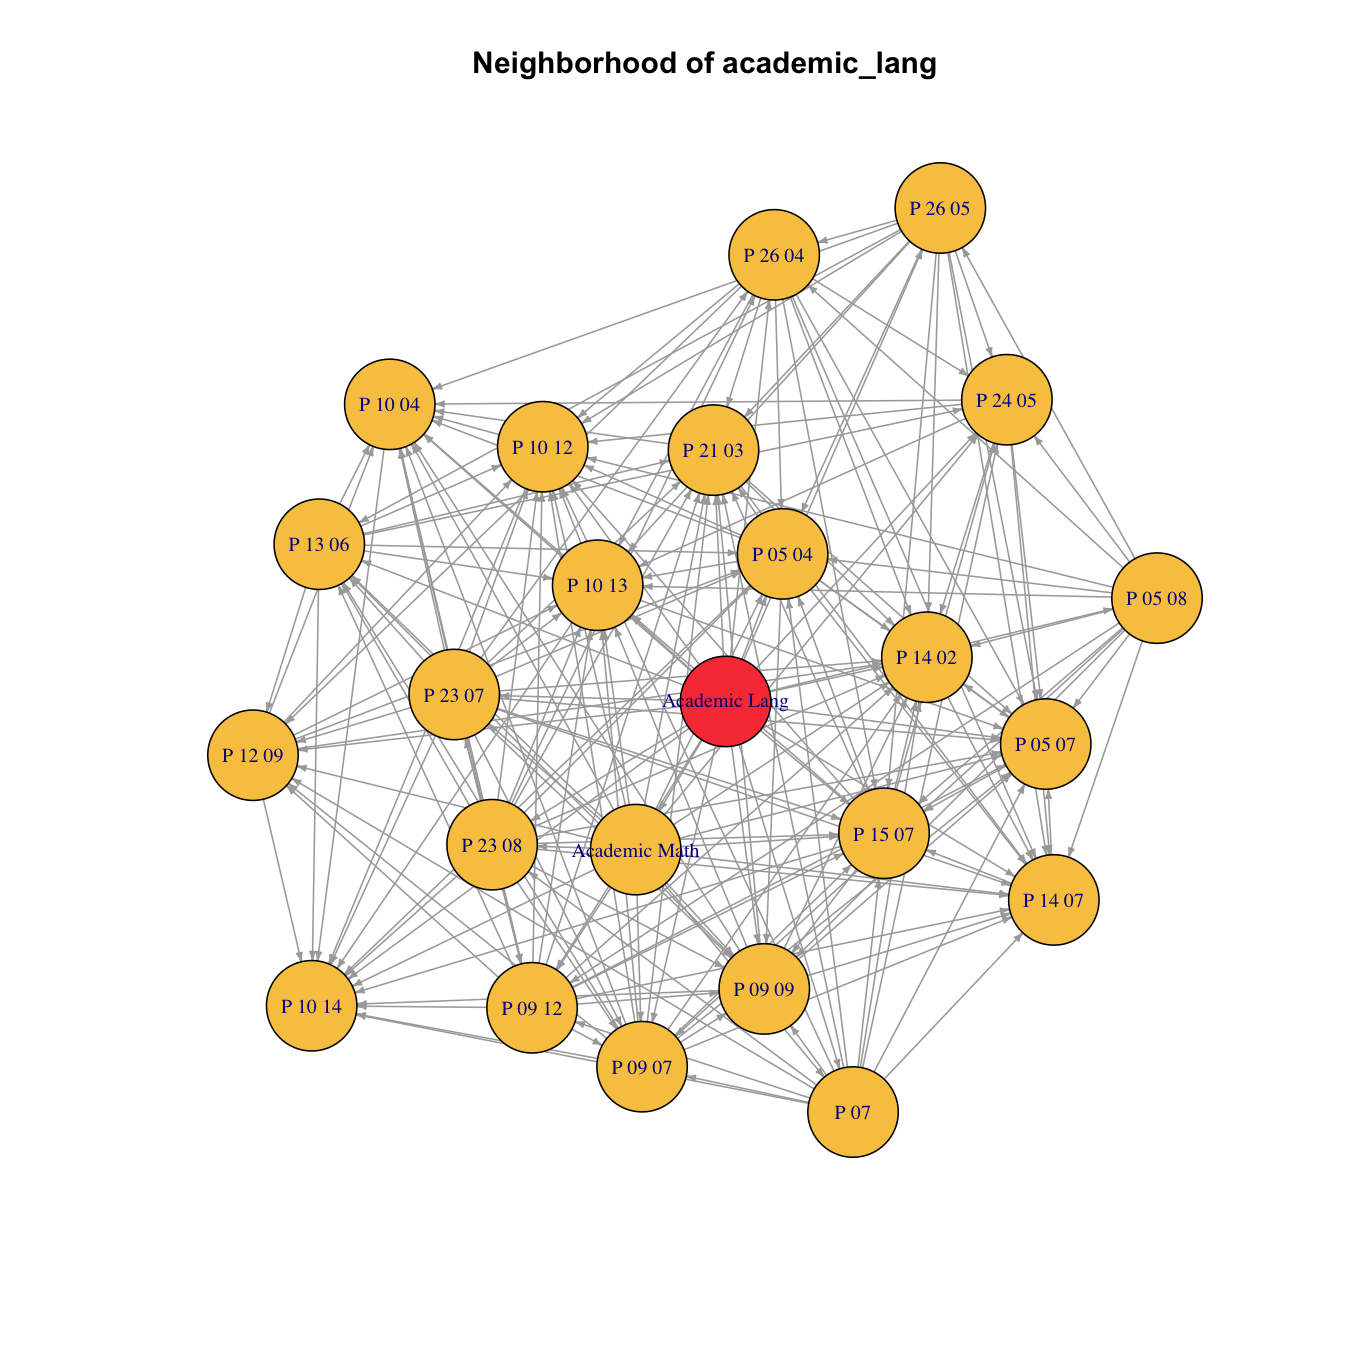 Neighborhood of academic_lang
P 26 05
P 26 04
P 24 05
P 10 04
P 10 12
P 21 03
P 13 06
P 05 04
P 10 13
P 05 08
P 14 02
P 23 07
Academic Lang
P 05 07
P 12 09
P 15 07
P 23 08
Academic Math
P 14 07
P 09 09
P 10 14
P 09 12
P 09 07
P 07